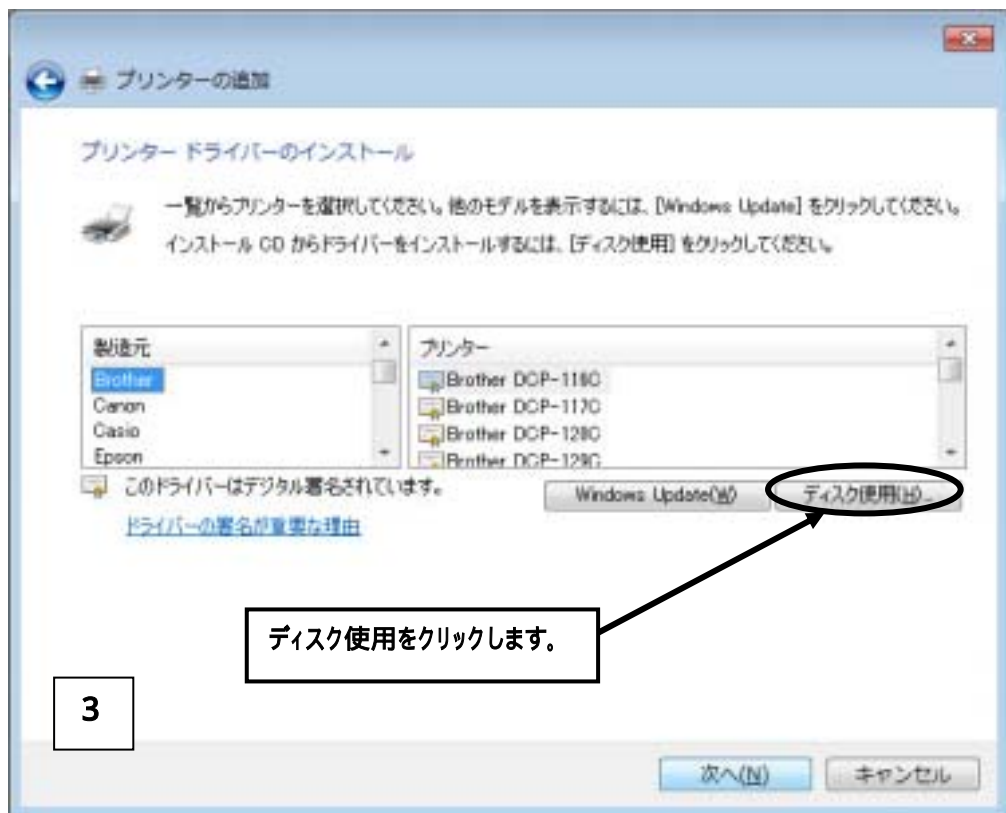 プリンターの追加
プリンター ドライバーのインストール
一覧からプリンターを選択してください。他のモデルを表示するには、[Windows Update] をクリックしてください。
インストール CD からドライバーをインストールするには、[ディスク使用] をクリックしてください。
製造元
Brother
Canon
Casio
Epson
プリンター
Brother DCP-116C
Brother DCP-117C
Brother DCP-128C
Brother DCP-129C
このドライバーはデジタル署名されています。
Windows Update(W)
ディスク使用(H)...
ドライバーの署名が重要な理由
ディスク使用をクリックします。
3
次へ(N)
キャンセル